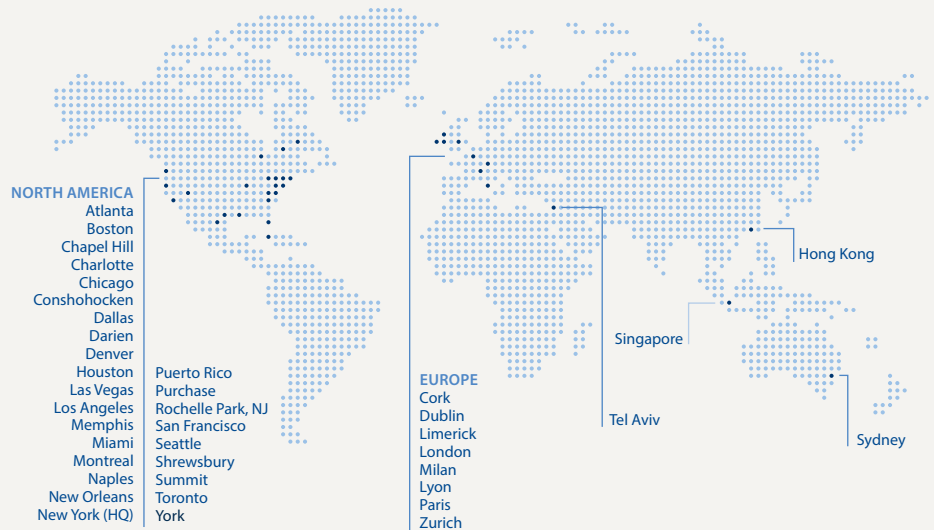 NORTH AMERICA
Atlanta
Boston
Chapel Hill
Charlotte
Chicago
Conshohocken
Dallas
Darien
Denver
Houston
Las Vegas
Los Angeles
Memphis
Miami
Montreal
Naples
New Orleans
New York (HQ)
Puerto Rico
Purchase
Rochelle Park, NJ
San Francisco
Seattle
Shrewsbury
Summit
Toronto
York
EUROPE
Cork
Dublin
Limerick
London
Milan
Lyon
Paris
Zurich
Tel Aviv
Singapore
Hong Kong
Sydney